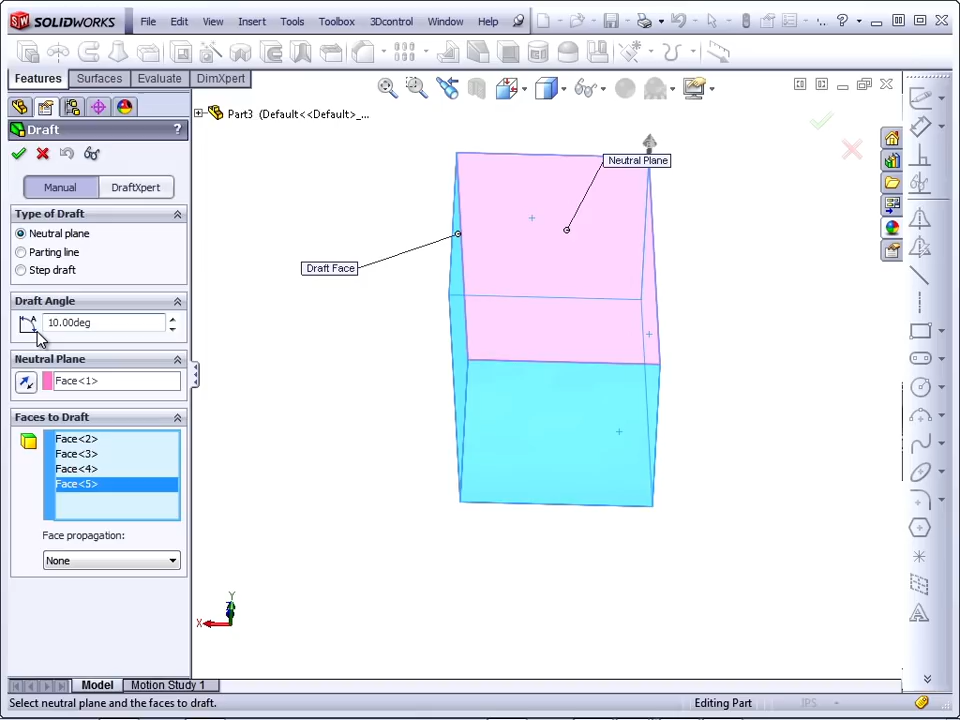 SOLIDWORKS File Edit View Insert Tools Toolbox 3Dcontrol Window Help
Features Surfaces Evaluate DimXpert
Part3 (Default<<Default>_...
Draft ?
Manual DraftXpert
Type of Draft
Neutral plane
Parting line
Step draft
Draft Angle
10.00deg
Neutral Plane
Face<1>
Faces to Draft
Face<2>
Face<3>
Face<4>
Face<5>
Face propagation:
None
Neutral Plane
Draft Face
Y
X
Model Motion Study 1
Select neutral plane and the faces to draft. Editing Part IPS